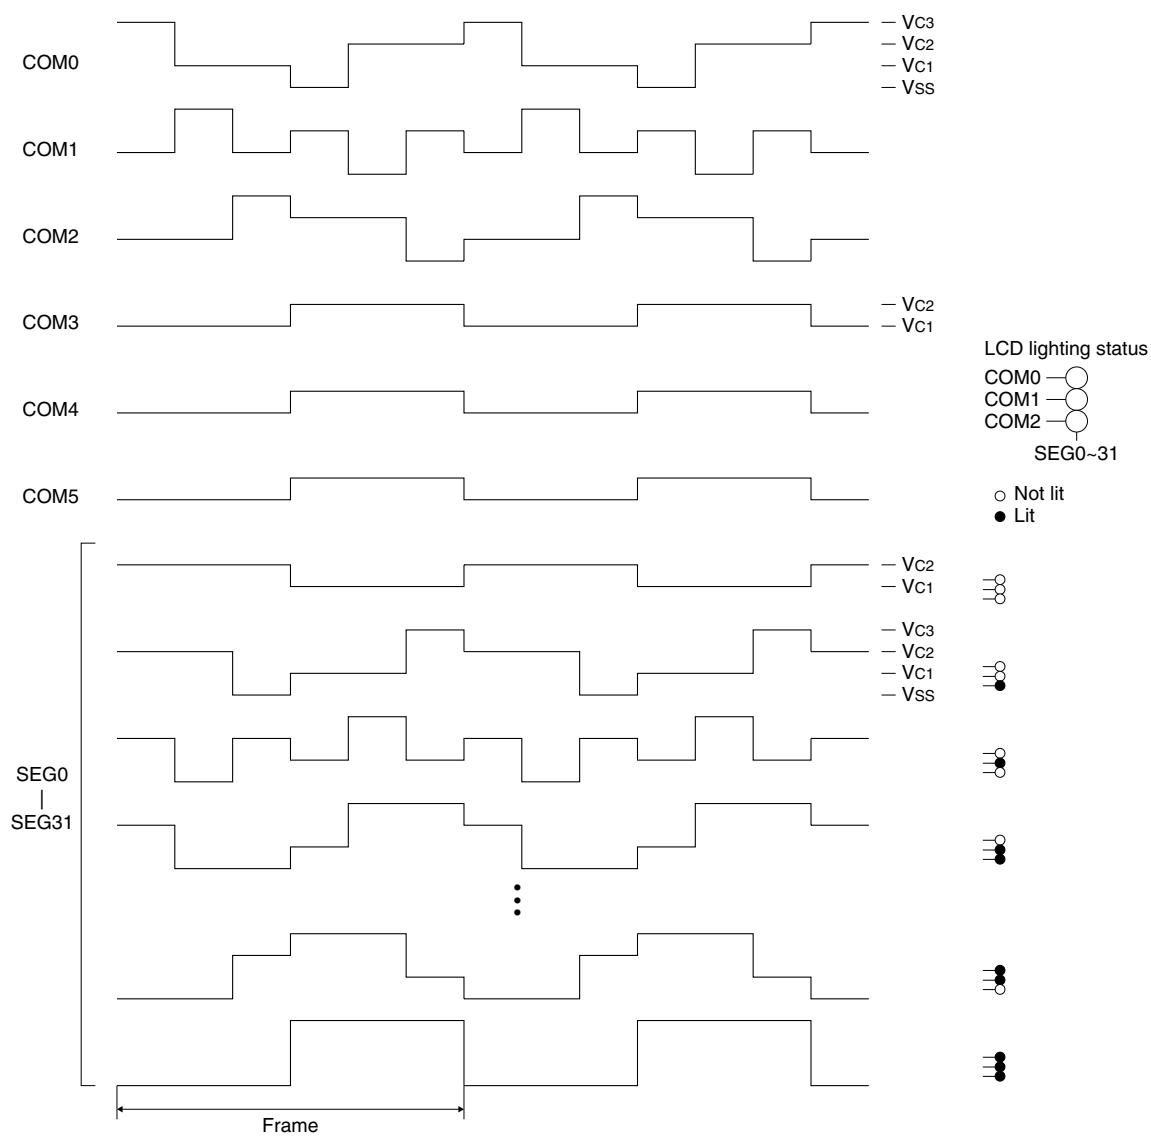 COM0
VC3
VC2
VC1
VSS
COM1
COM2
COM3
VC2
VC1
LCD lighting status
COM0
COM1
COM2
SEG0~31
COM4
COM5
Not lit
Lit
VC2
VC1
VC3
VC2
VC1
VSS
SEG0
SEG31
Frame